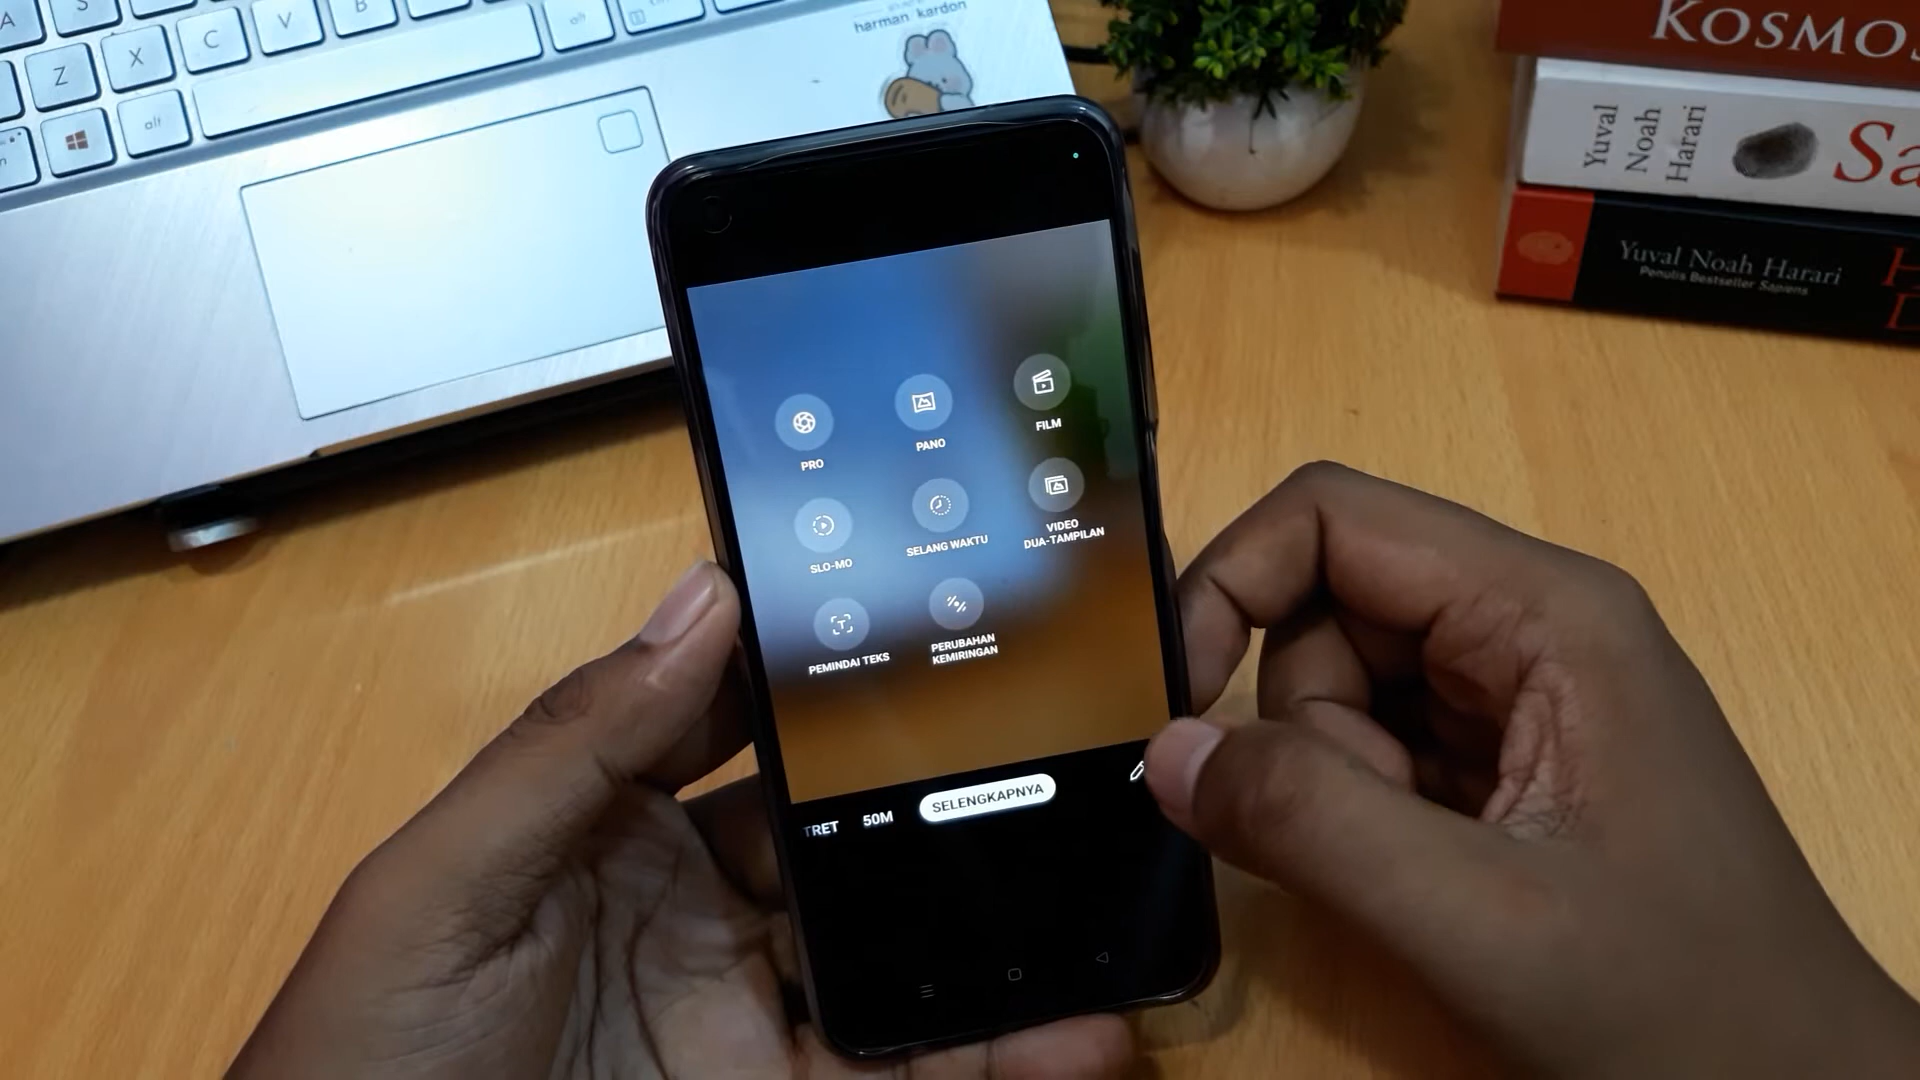 A
S
Z
X
C
V
B
alt
alt
harman kardon
KOSMOS
Yuval
Noah
Harari
Sa
Yuval Noah Harari
Penulis Bestseller Sapiens
H
D
PRO
PANO
FILM
SLO-MO
SELANG WAKTU
VIDEO
DUA-TAMPILAN
PEMINDAI TEKS
PERUBAHAN
KEMIRINGAN
TRET
50M
SELENGKAPNYA